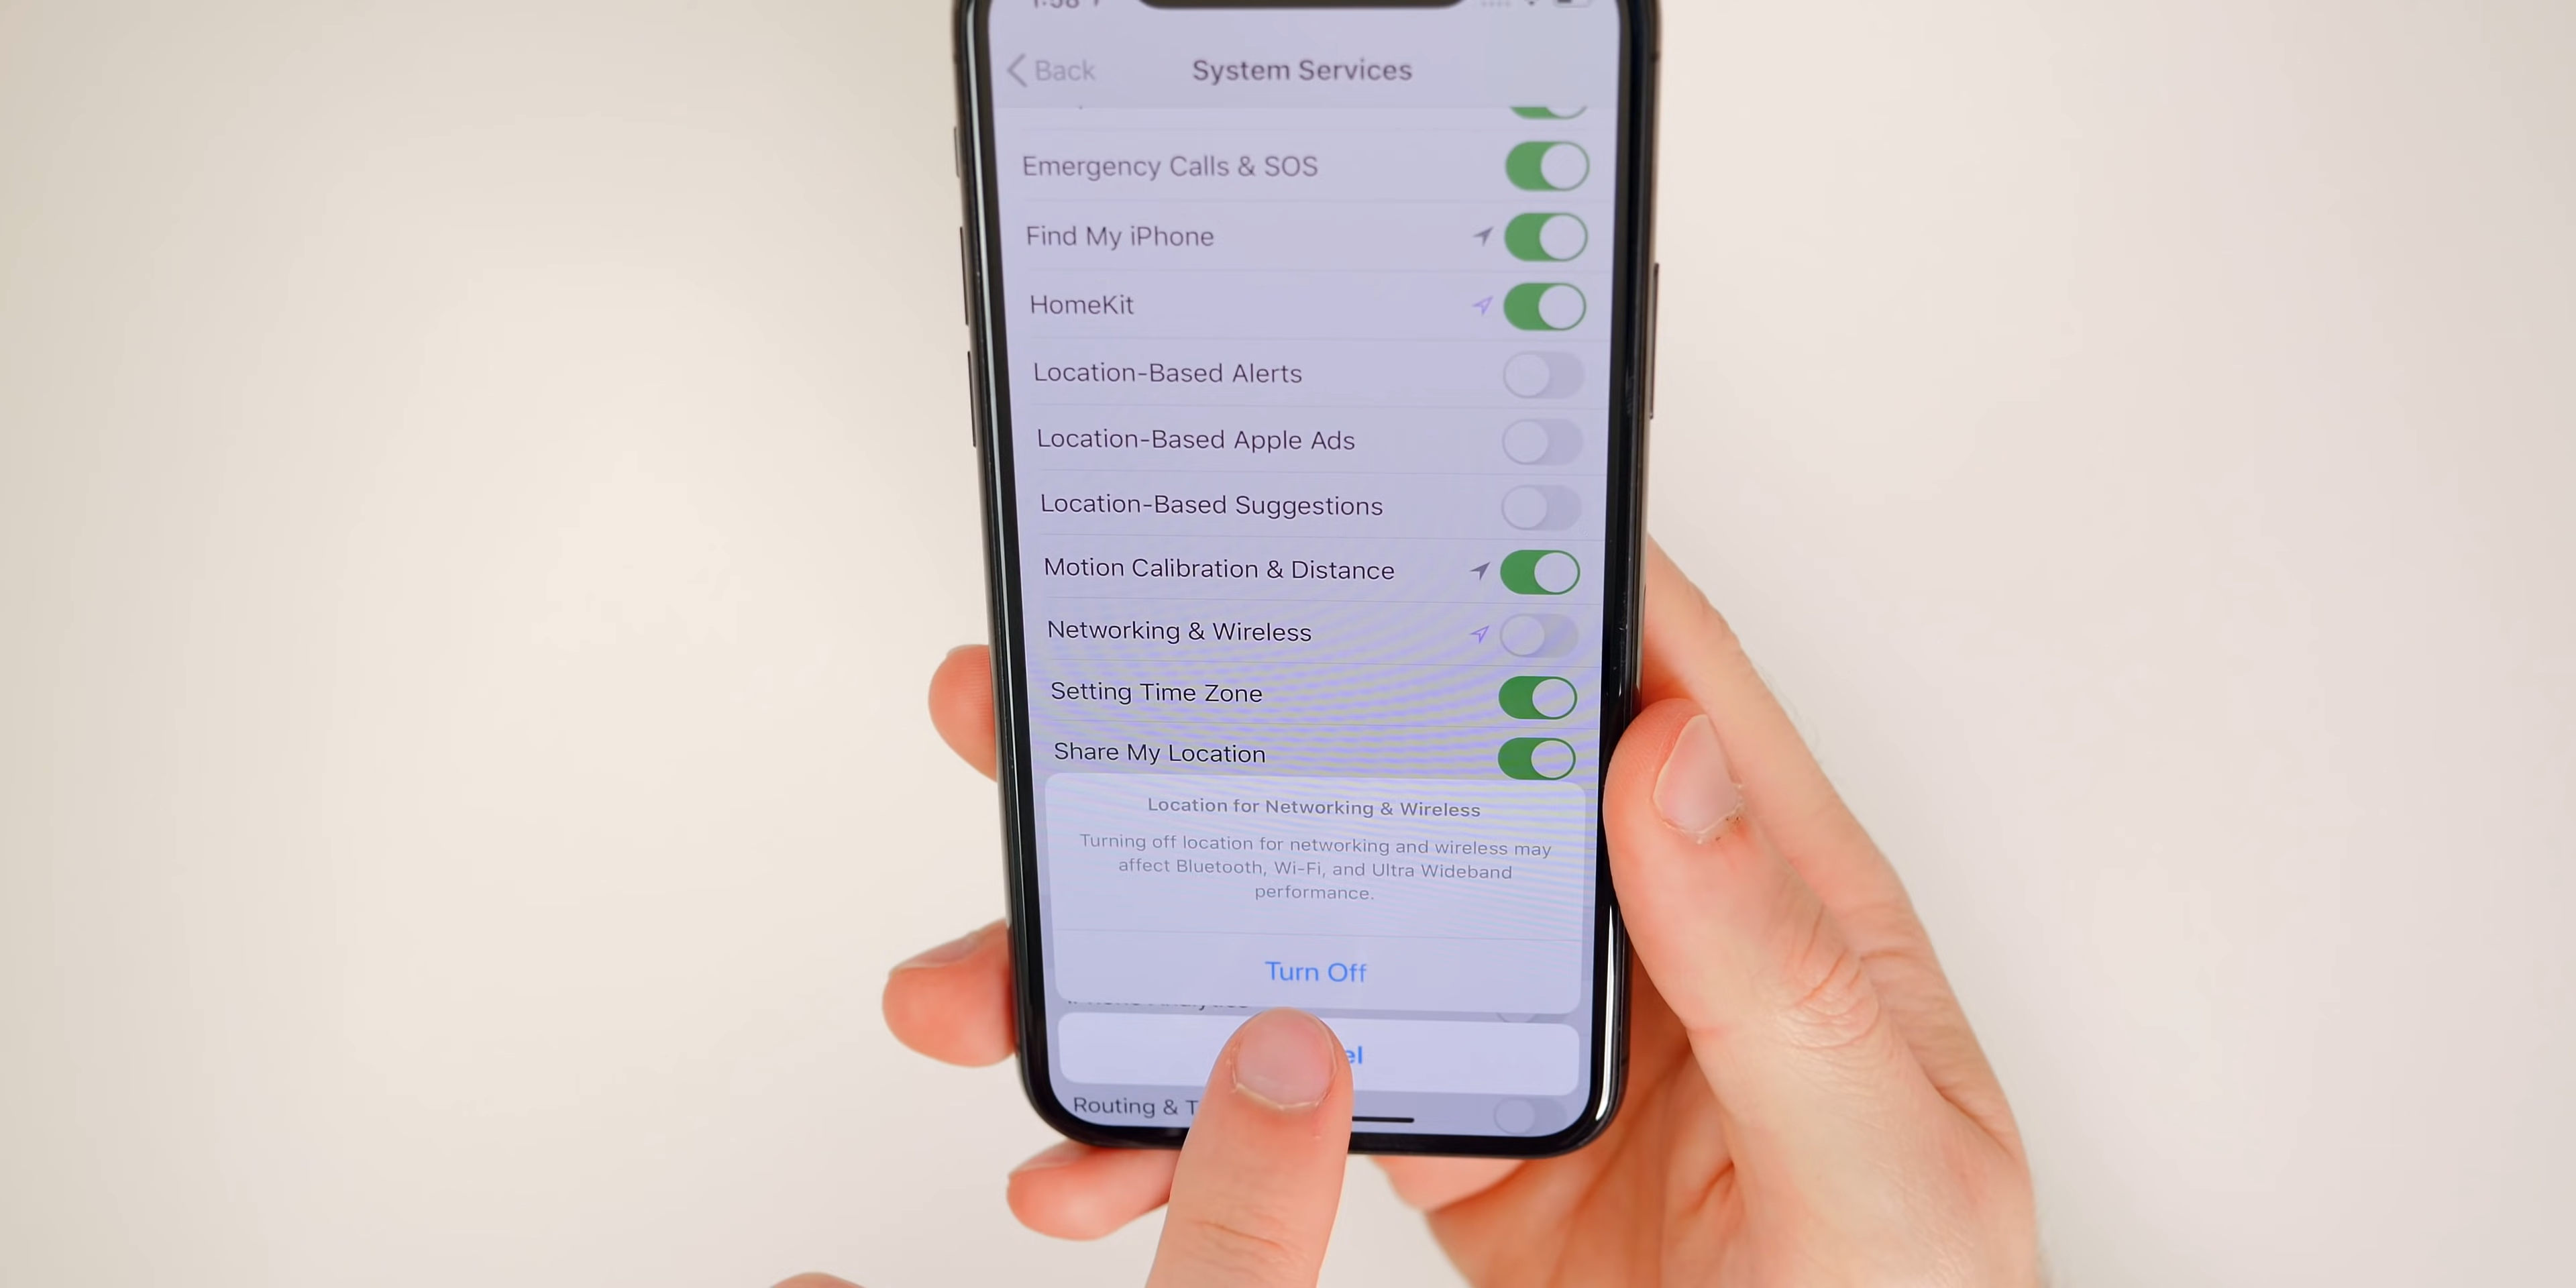 Back
System Services
Emergency Calls & SOS
Find My iPhone
HomeKit
Location-Based Alerts
Location-Based Apple Ads
Location-Based Suggestions
Motion Calibration & Distance
Networking & Wireless
Setting Time Zone
Share My Location
Location for Networking & Wireless
Turning off location for networking and wireless may
affect Bluetooth, Wi-Fi, and Ultra Wideband
performance.
Turn Off
Routing &